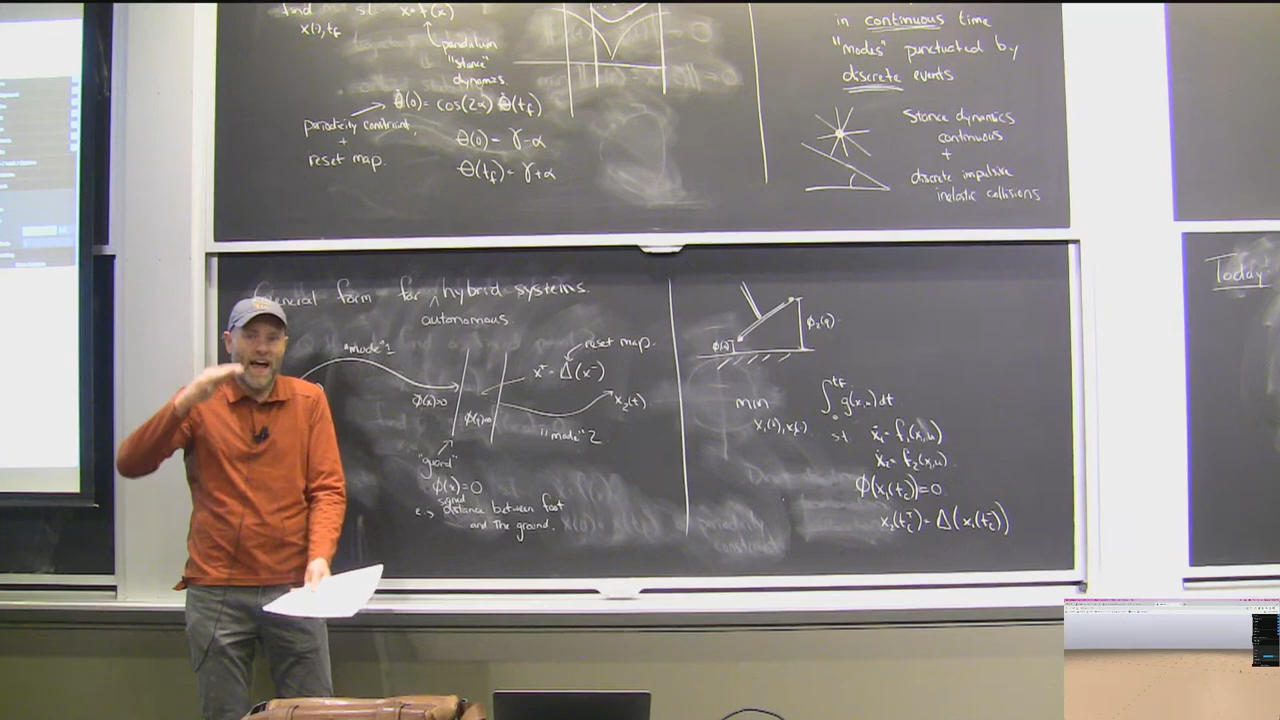 find x(·), t_f s.t. ẋ = f(x)
pendulum
"stance"
dynamics.
θ̇(0) = cos(2α) θ̇(t_f)
periodicity constraint
+
reset map.
θ(0) = γ-α
θ(t_f) = γ+α
in continuous time
"modes" punctuated by
discrete events
Stance dynamics
continuous
+
discrete impulsive
inelastic collisions
General form for hybrid systems.
autonomous
"mode" 1
reset map.
x⁺ = Δ(x⁻)
ϕ(x)=0
x₂(t)
"mode" 2
"guard"
ϕ(x)=0
signed
e.g. distance between foot
and the ground.
ϕ₂(q)
min
x₁(·), x₂(·)
∫₀^{t_f} g(x,u)dt
s.t. ẋ₁ = f₁(x,u)
ẋ₂ = f₂(x,u)
ϕ(x₁(t_c⁻))=0
x₂(t_c⁺) = Δ(x₁(t_c⁻))
Today